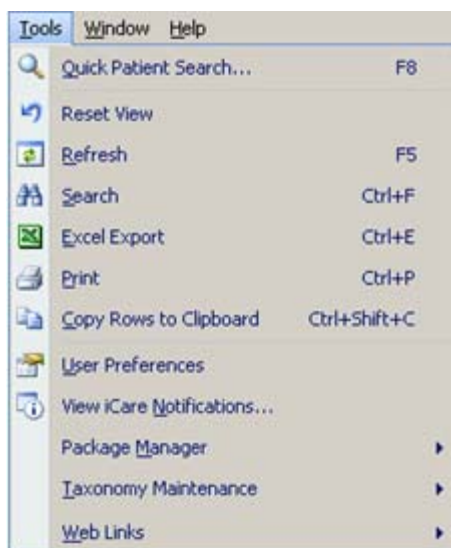 Tools Window Help
Quick Patient Search... F8
Reset View
Refresh F5
Search Ctrl+F
Excel Export Ctrl+E
Print Ctrl+P
Copy Rows to Clipboard Ctrl+Shift+C
User Preferences
View iCare Notifications...
Package Manager
Taxonomy Maintenance
Web Links